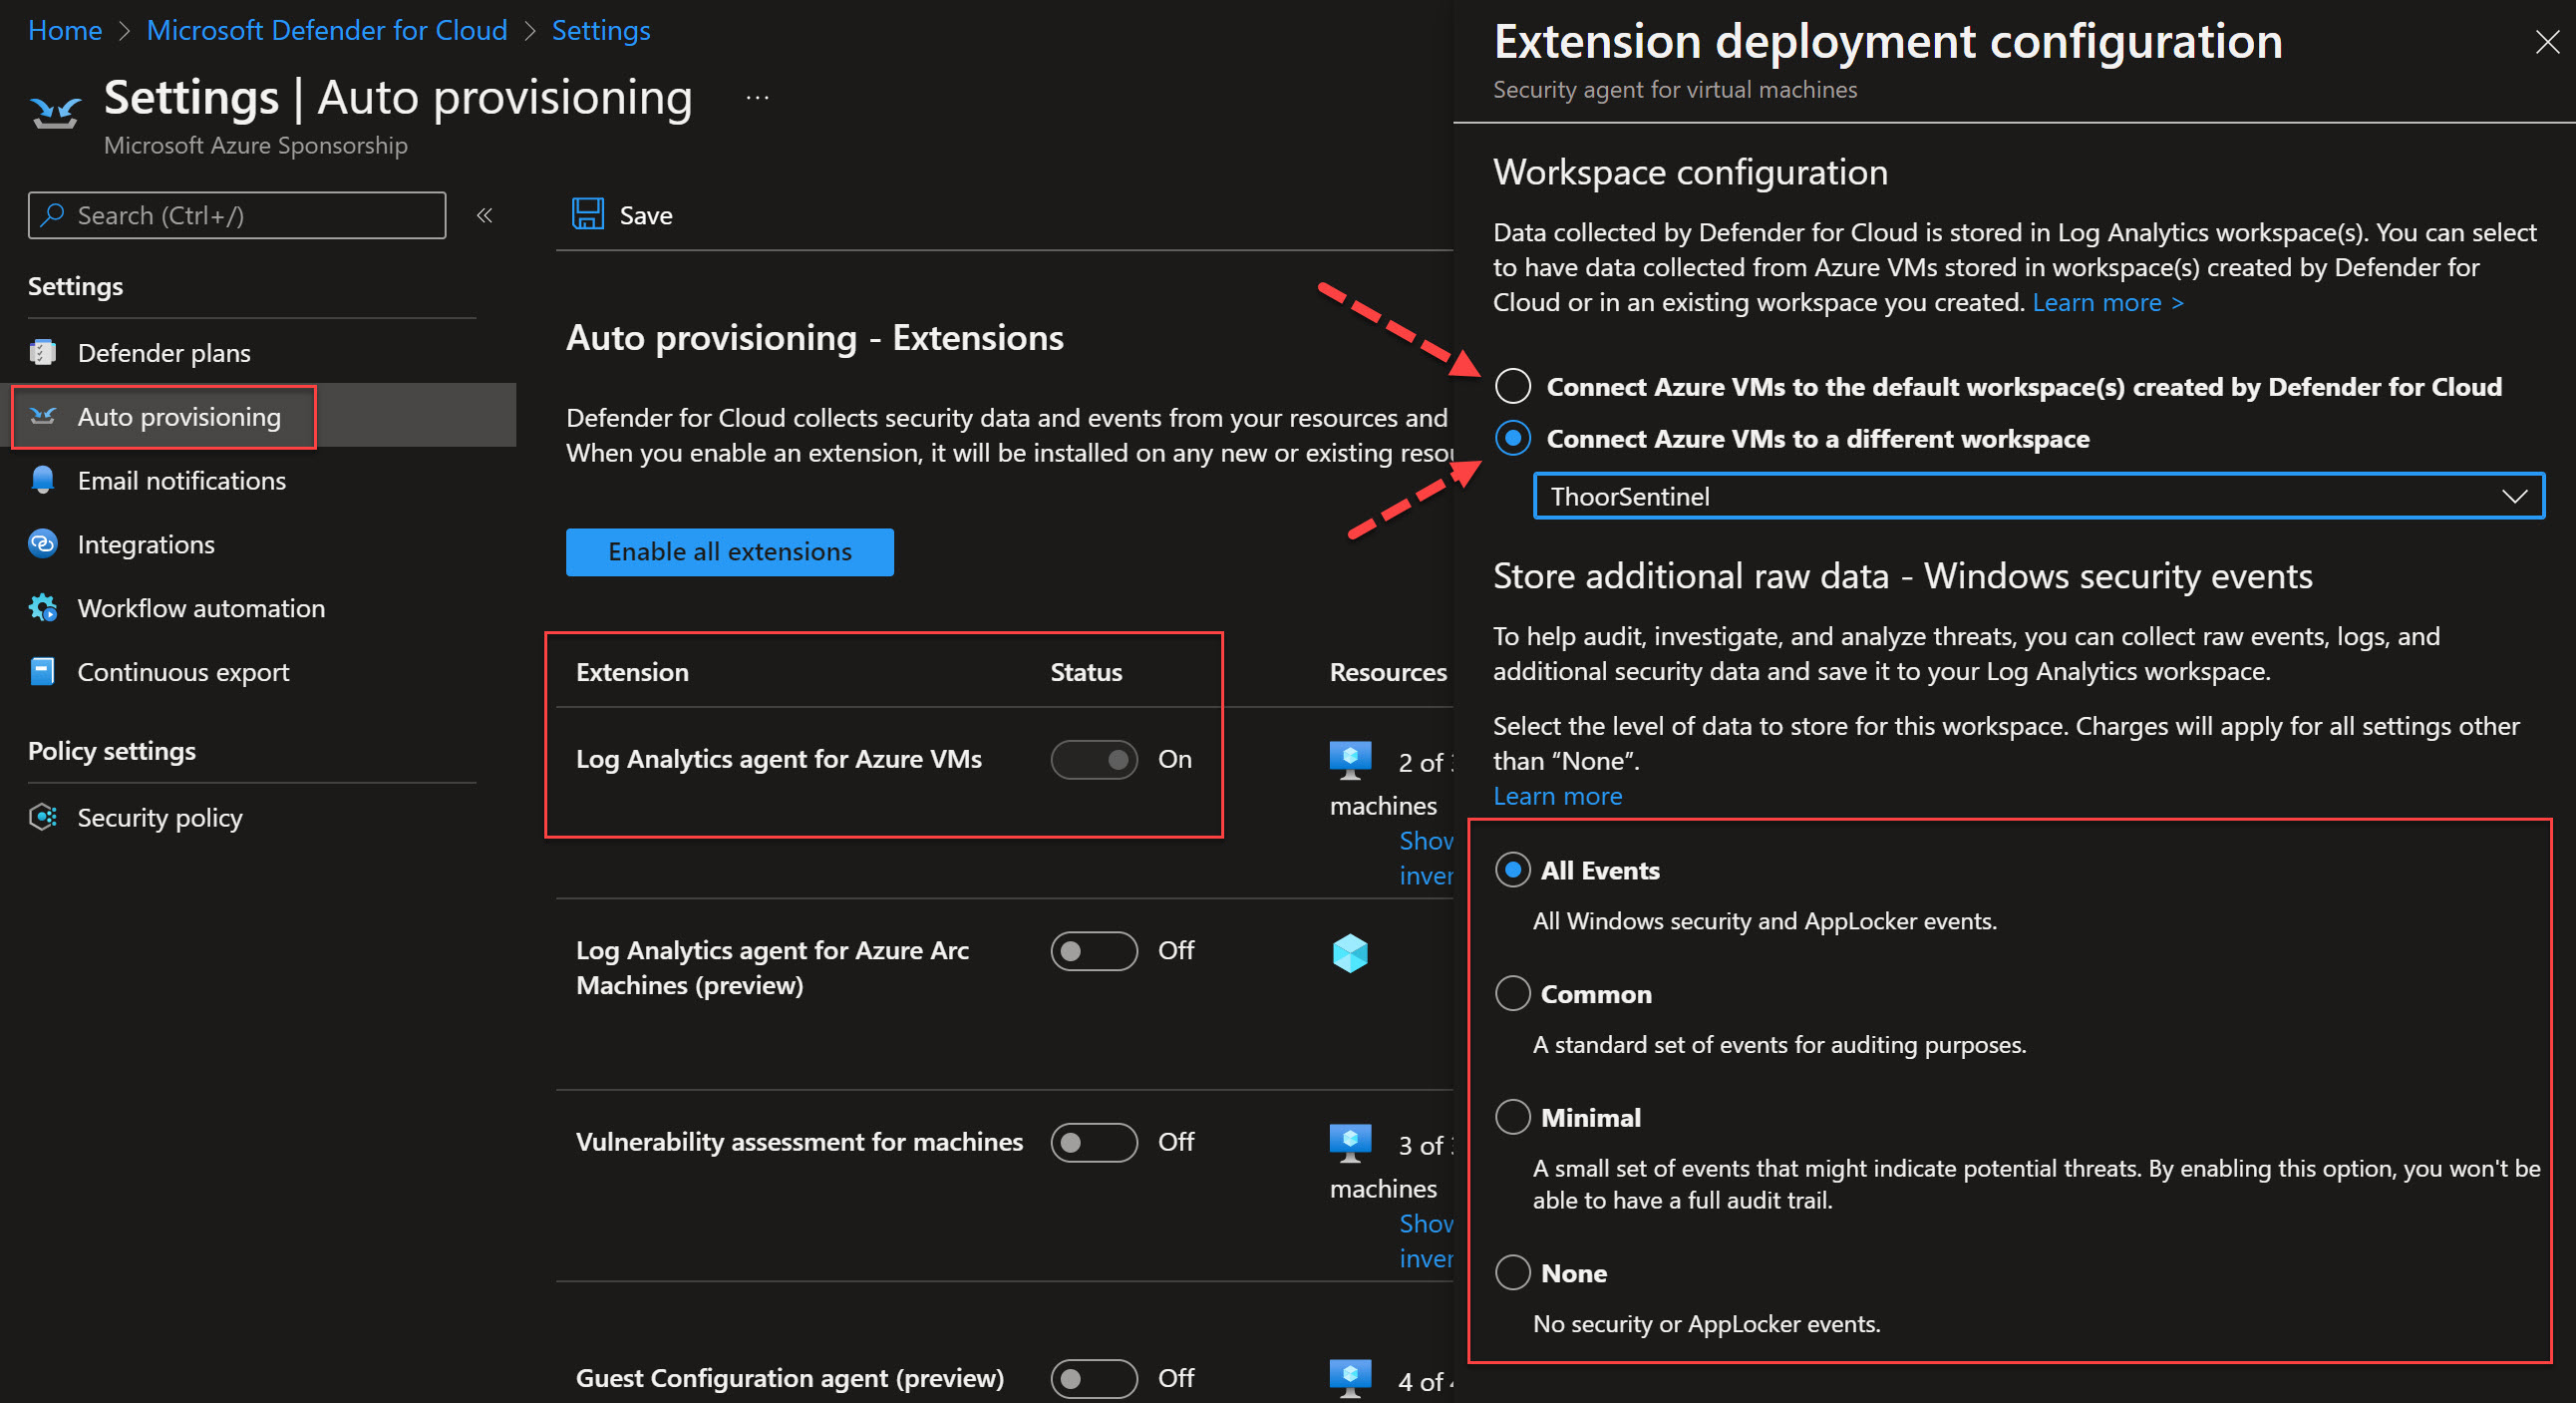 Home > Microsoft Defender for Cloud > Settings
Settings | Auto provisioning ...
Microsoft Azure Sponsorship
Search (Ctrl+/) «
Settings
Defender plans
Auto provisioning
Email notifications
Integrations
Workflow automation
Continuous export
Policy settings
Security policy
Save
Auto provisioning - Extensions
Defender for Cloud collects security data and events from your resources and
When you enable an extension, it will be installed on any new or existing
Enable all extensions
Extension Status Resources
Log Analytics agent for Azure VMs On 2 of
machines
Show
Log Analytics agent for Azure Arc Off
Machines (preview)
Vulnerability assessment for machines Off 3 of
machines
Show
Guest Configuration agent (preview) Off 4 of
Extension deployment configuration
Security agent for virtual machines
Workspace configuration
Data collected by Defender for Cloud is stored in Log Analytics workspace(s). You can select
to have data collected from Azure VMs stored in workspace(s) created by Defender for
Cloud or in an existing workspace you created. Learn more >
Connect Azure VMs to the default workspace(s) created by Defender for Cloud
Connect Azure VMs to a different workspace
ThoorSentinel
Store additional raw data - Windows security events
To help audit, investigate, and analyze threats, you can collect raw events, logs, and
additional security data and save it to your Log Analytics workspace.
Select the level of data to store for this workspace. Charges will apply for all settings other
than “None”.
Learn more
All Events
All Windows security and AppLocker events.
Common
A standard set of events for auditing purposes.
Minimal
A small set of events that might indicate potential threats. By enabling this option, you won't be
able to have a full audit trail.
None
No security or AppLocker events.